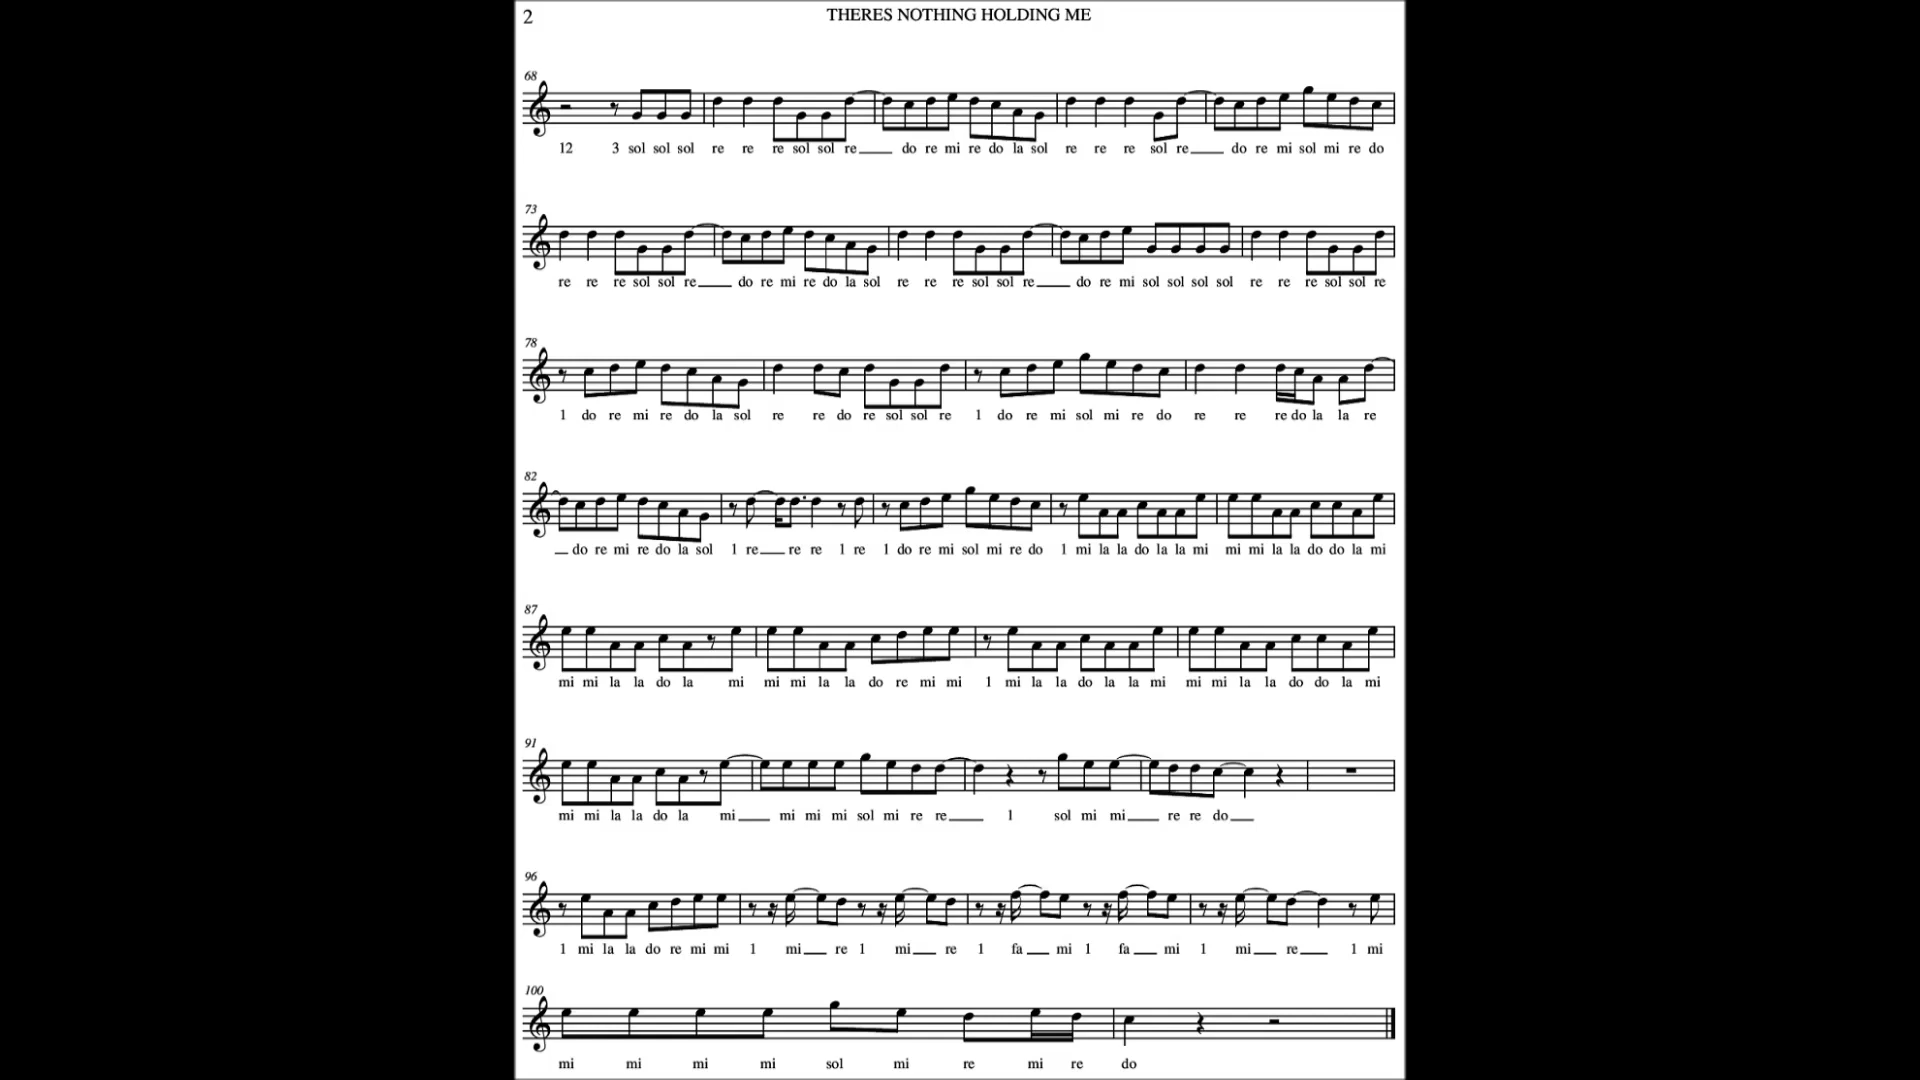 2 THERES NOTHING HOLDING ME
68
12 3 sol sol sol re re re sol sol re do re mi re do la sol re re re sol re do re mi sol mi re do
73
re re re sol sol re do re mi re do la sol re re re sol sol re do re mi sol sol sol sol re re re sol sol re
78
1 do re mi re do la sol re re do re sol sol re 1 do re mi sol mi re do re re re do la la re
82
do re mi re do la sol 1 re re re 1 re 1 do re mi sol mi re do 1 mi la la do la la mi mi mi la la do do la mi
87
mi mi la la do la mi mi mi la la do re mi mi 1 mi la la do la la mi mi mi la la do do la mi
91
mi mi la la do la mi mi mi mi sol mi re re 1 sol mi mi re re do
96
1 mi la la do re mi mi 1 mi re 1 mi re 1 fa mi 1 fa mi 1 mi re 1 mi
100
mi mi mi mi sol mi re mi re do